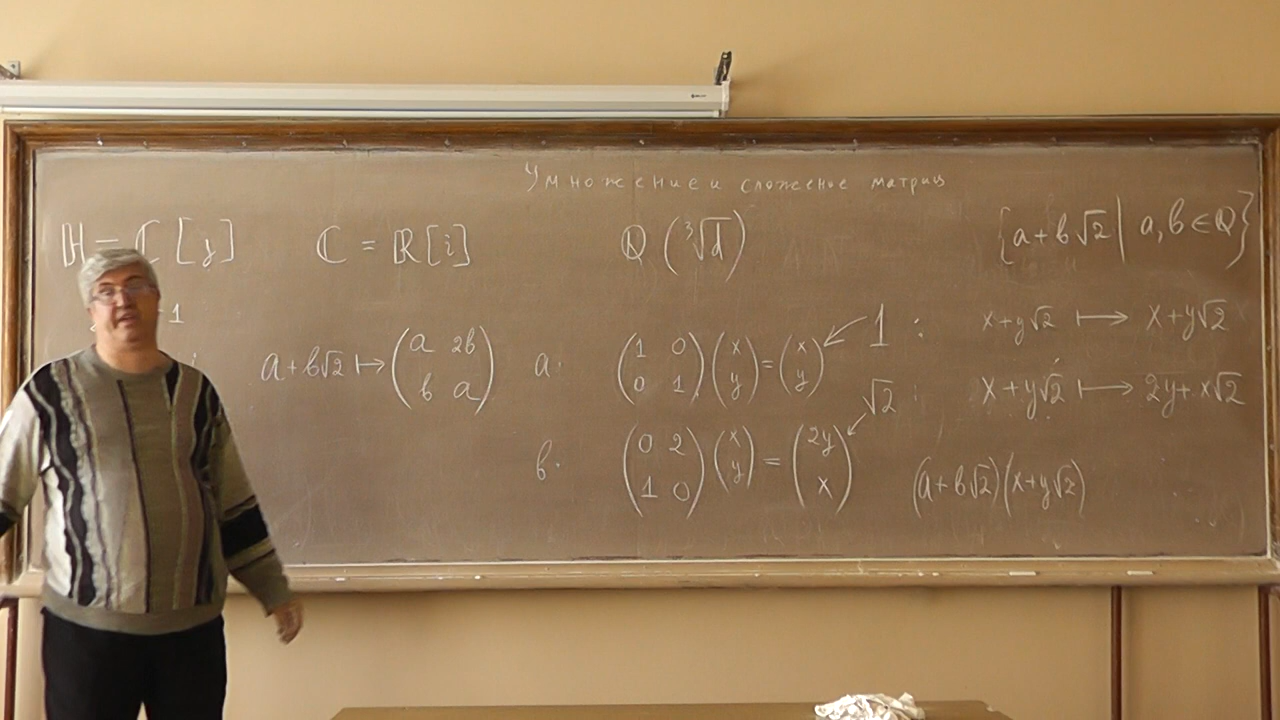 Умножение и сложение матриц
ℍ = ℂ [j] ℂ = ℝ [i] ℚ (∛d) {a+b√2 | a, b ∈ ℚ}
-1
a+b√2 ↦ (a 2b; b a) a. (1 0; 0 1)(x; y) = (x; y) ← 1 : x+y√2 ⟼ x+y√2
b. (0 2; 1 0)(x; y) = (2y; x) ← √2 : x+y√2 ⟼ 2y+x√2
(a+b√2)(x+y√2)